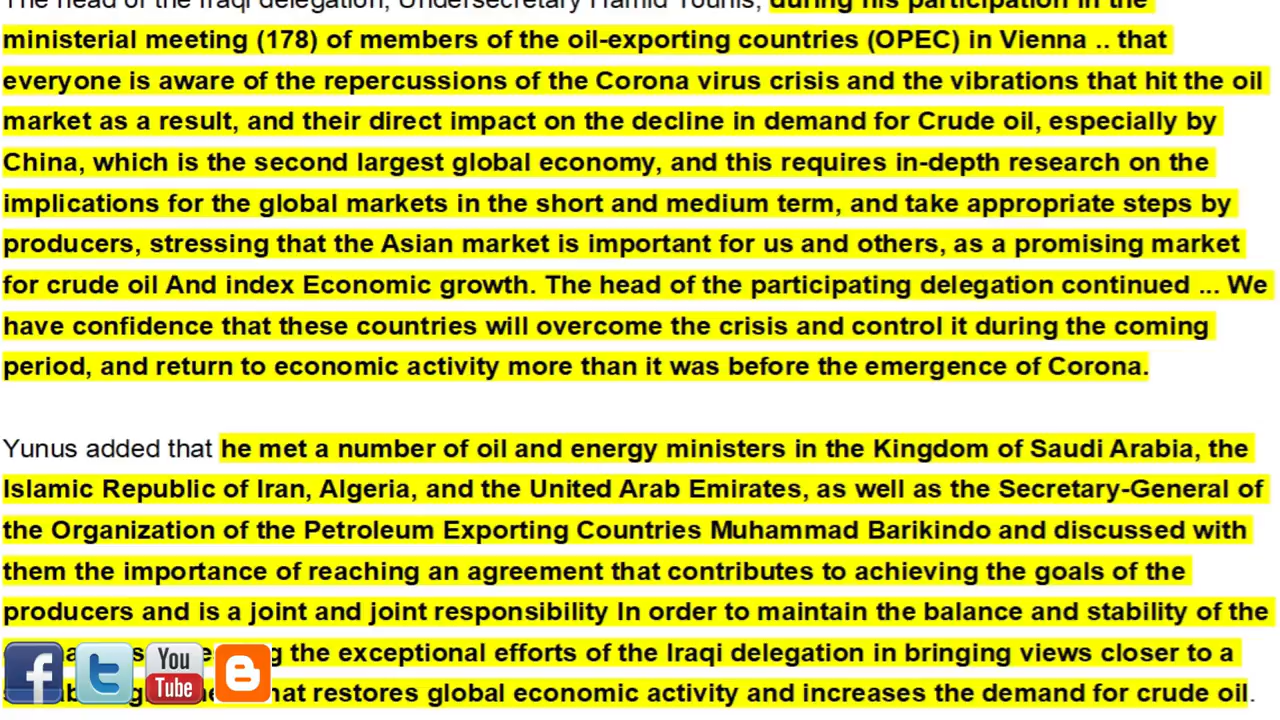 The head of the Iraqi delegation, Undersecretary Hamid Younis, during his participation in the
ministerial meeting (178) of members of the oil-exporting countries (OPEC) in Vienna .. that
everyone is aware of the repercussions of the Corona virus crisis and the vibrations that hit the oil
market as a result, and their direct impact on the decline in demand for Crude oil, especially by
China, which is the second largest global economy, and this requires in-depth research on the
implications for the global markets in the short and medium term, and take appropriate steps by
producers, stressing that the Asian market is important for us and others, as a promising market
for crude oil And index Economic growth. The head of the participating delegation continued ... We
have confidence that these countries will overcome the crisis and control it during the coming
period, and return to economic activity more than it was before the emergence of Corona.
Yunus added that he met a number of oil and energy ministers in the Kingdom of Saudi Arabia, the
Islamic Republic of Iran, Algeria, and the United Arab Emirates, as well as the Secretary-General of
the Organization of the Petroleum Exporting Countries Muhammad Barikindo and discussed with
them the importance of reaching an agreement that contributes to achieving the goals of the
producers and is a joint and joint responsibility In order to maintain the balance and stability of the
the exceptional efforts of the Iraqi delegation in bringing views closer to a
restores global economic activity and increases the demand for crude oil.
You
Tube